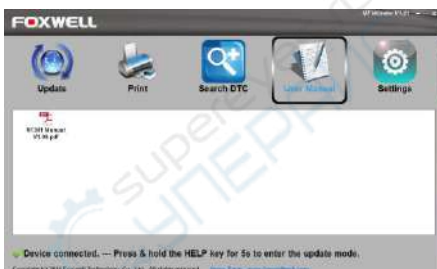 FOXWELL
Update
Print
Search DTC
User Manual
Settings
Manual
Device connected. --- Press & hold the HELP key for 5s to enter the update mode.